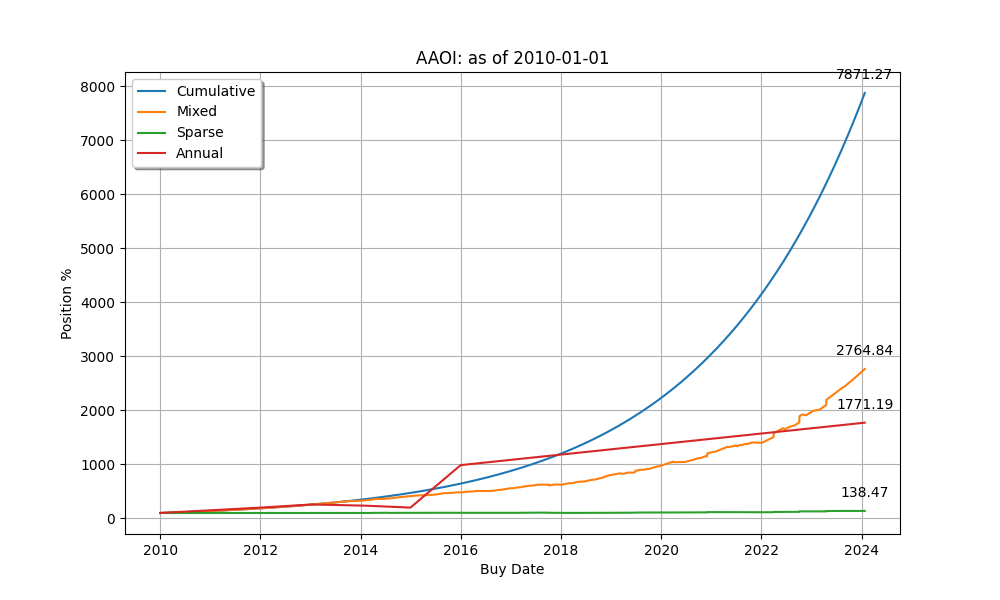 AAOI: as of 2010-01-01
7871.27
8000
Cumulative
Mixed
Sparse
Annual
7000
6000
5000
4000
3000
2764.84
2000
1771.19
1000
138.47
0
Position %
2010 2012 2014 2016 2018 2020 2022 2024
Buy Date